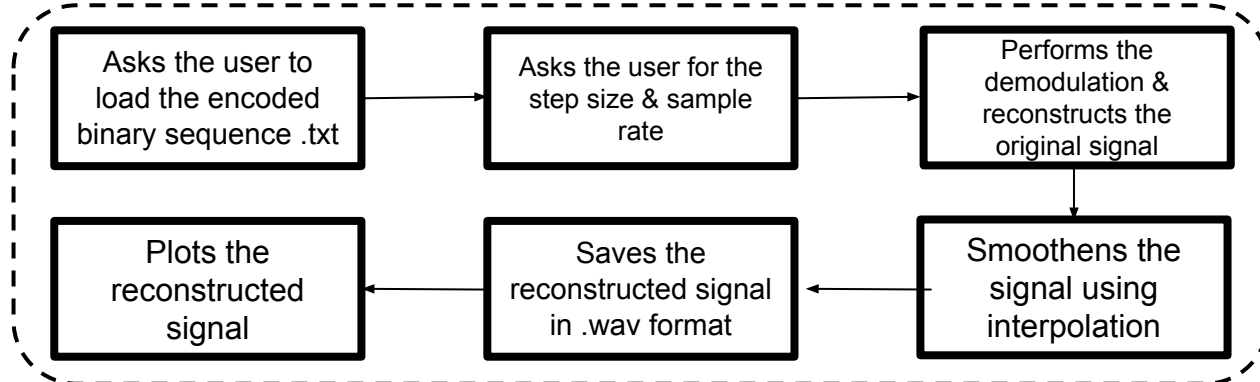 Asks the user to
load the encoded
binary sequence .txt
Asks the user for the
step size & sample
rate
Performs the
demodulation &
reconstructs the
original signal
Smoothens the
signal using
interpolation
Saves the
reconstructed signal
in .wav format
Plots the
reconstructed
signal